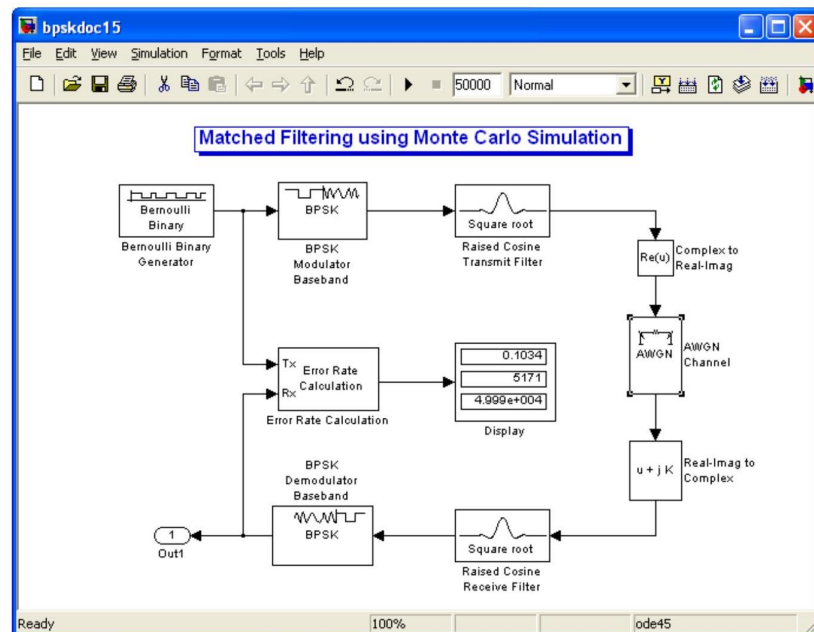 bpskdoc15
File Edit View Simulation Format Tools Help
50000 Normal
Matched Filtering using Monte Carlo Simulation
Bernoulli
Binary
Bernoulli Binary
Generator
BPSK
BPSK
Modulator
Baseband
Square root
Raised Cosine
Transmit Filter
Re(u)
Complex to
Real-Imag
AWGN
AWGN
Channel
Tx
Rx
Error Rate
Calculation
Error Rate Calculation
0.1034
5171
4.999e+004
Display
u + j K
Real-Imag to
Complex
BPSK
Demodulator
Baseband
BPSK
1
Out1
Square root
Raised Cosine
Receive Filter
Ready 100% ode45